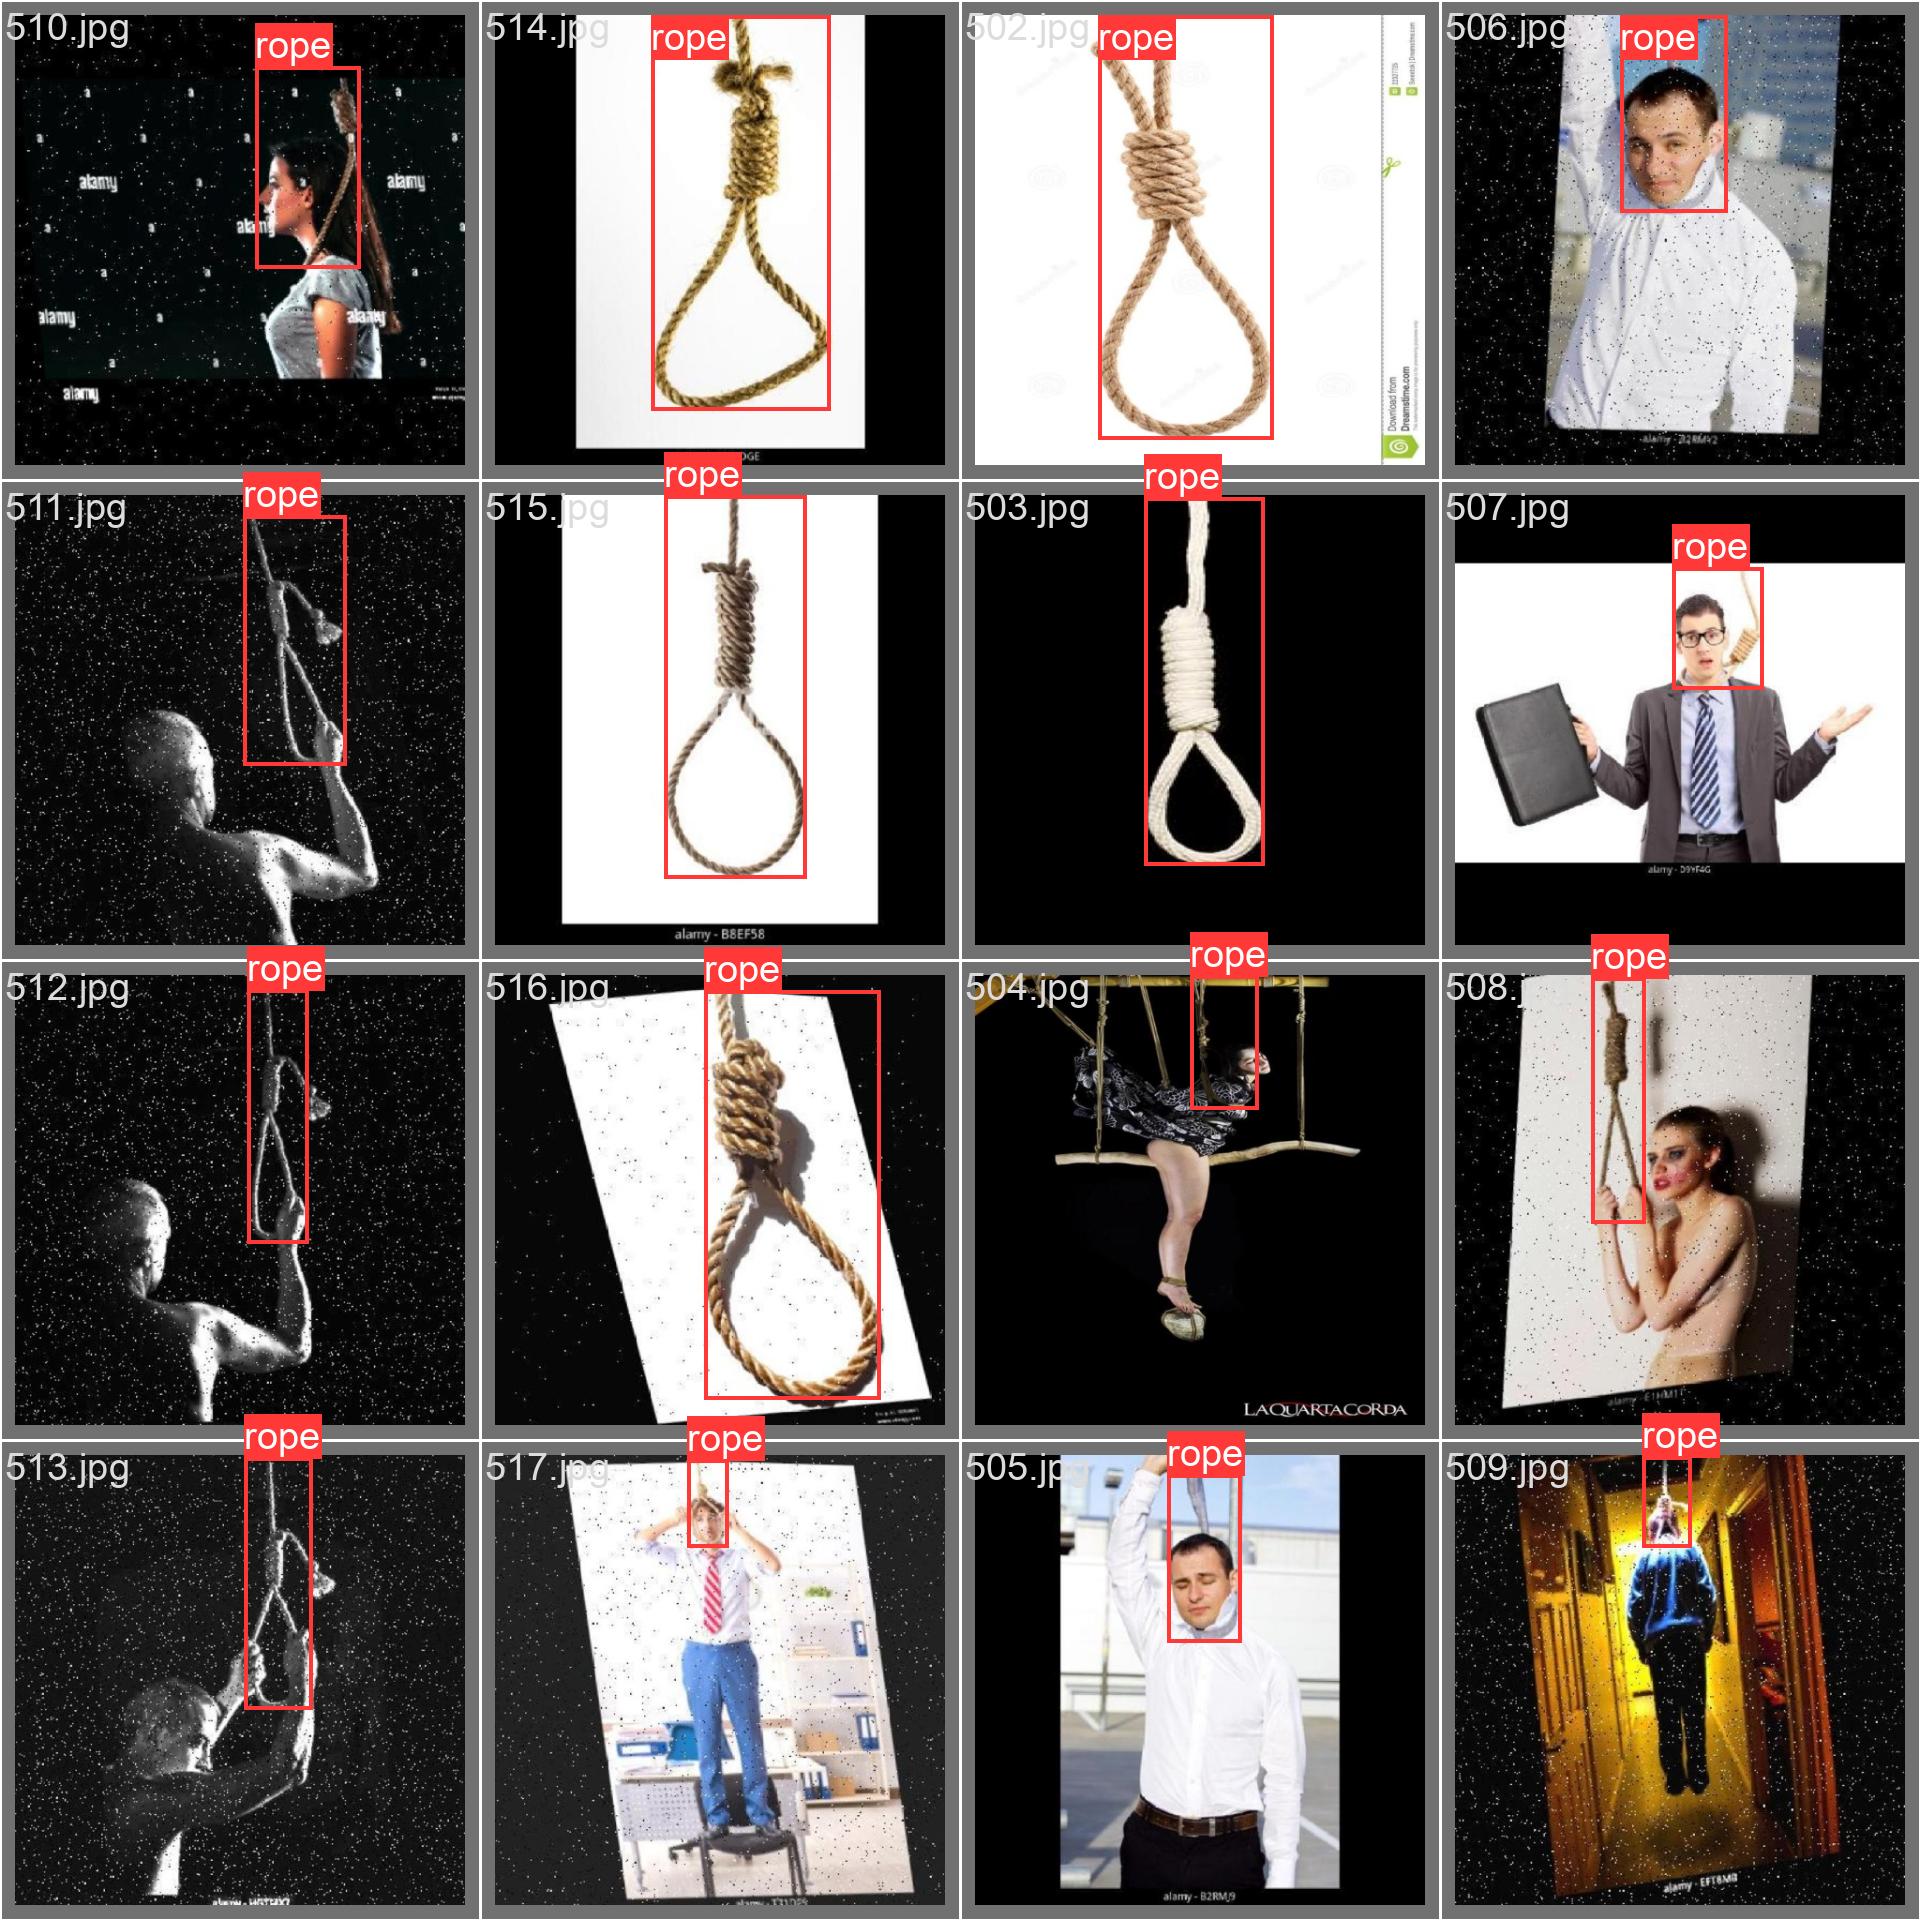 510.jpg
rope
alamy
alamy
alamy
alamy
alamy
alamy
514.jpg
rope
502.jpg
rope
Download from
Dreamstime.com
506.jpg
rope
511.jpg
rope
515.jpg
rope
alamy - B8EF58
503.jpg
rope
507.jpg
rope
alamy - D9YF4G
512.jpg
rope
516.jpg
rope
504.jpg
rope
LAQUARTACORDA
508.jpg
rope
513.jpg
rope
517.jpg
rope
505.jpg
rope
alamy - B2RMJ9
509.jpg
rope
alamy - EFT8MB